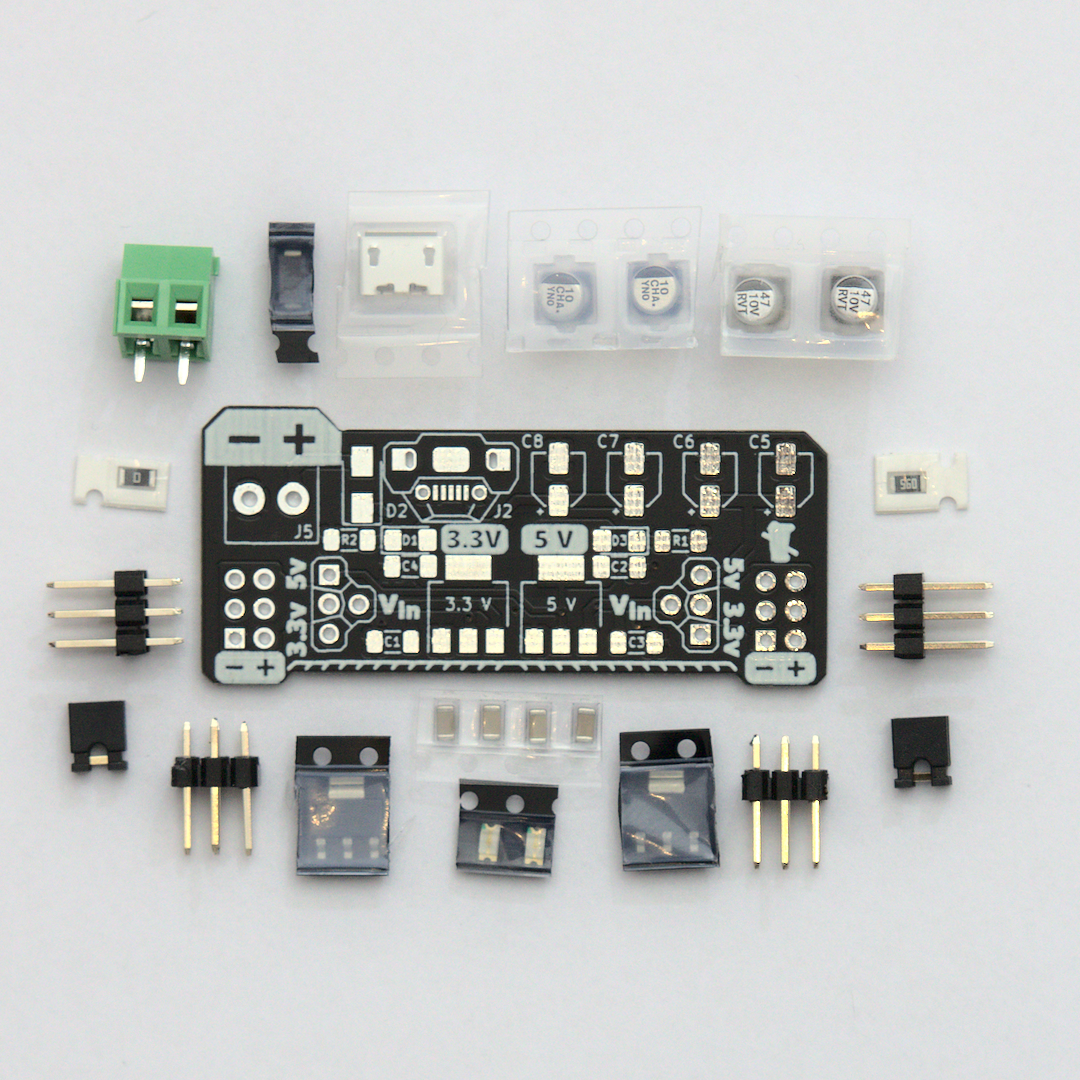 10
CHA.
YNO
10
CHA.
YNO
47
10V
RVT
47
10V
RVT
− +
C8 C7 C6 C5
0
560
D2 J2
J5
R2 D1 3.3V 5 V D3 R1
C4 C2
5V 3.3V
Vin 3.3 V 5 V Vin
5V 3.3V
C1 C3
− +
− +